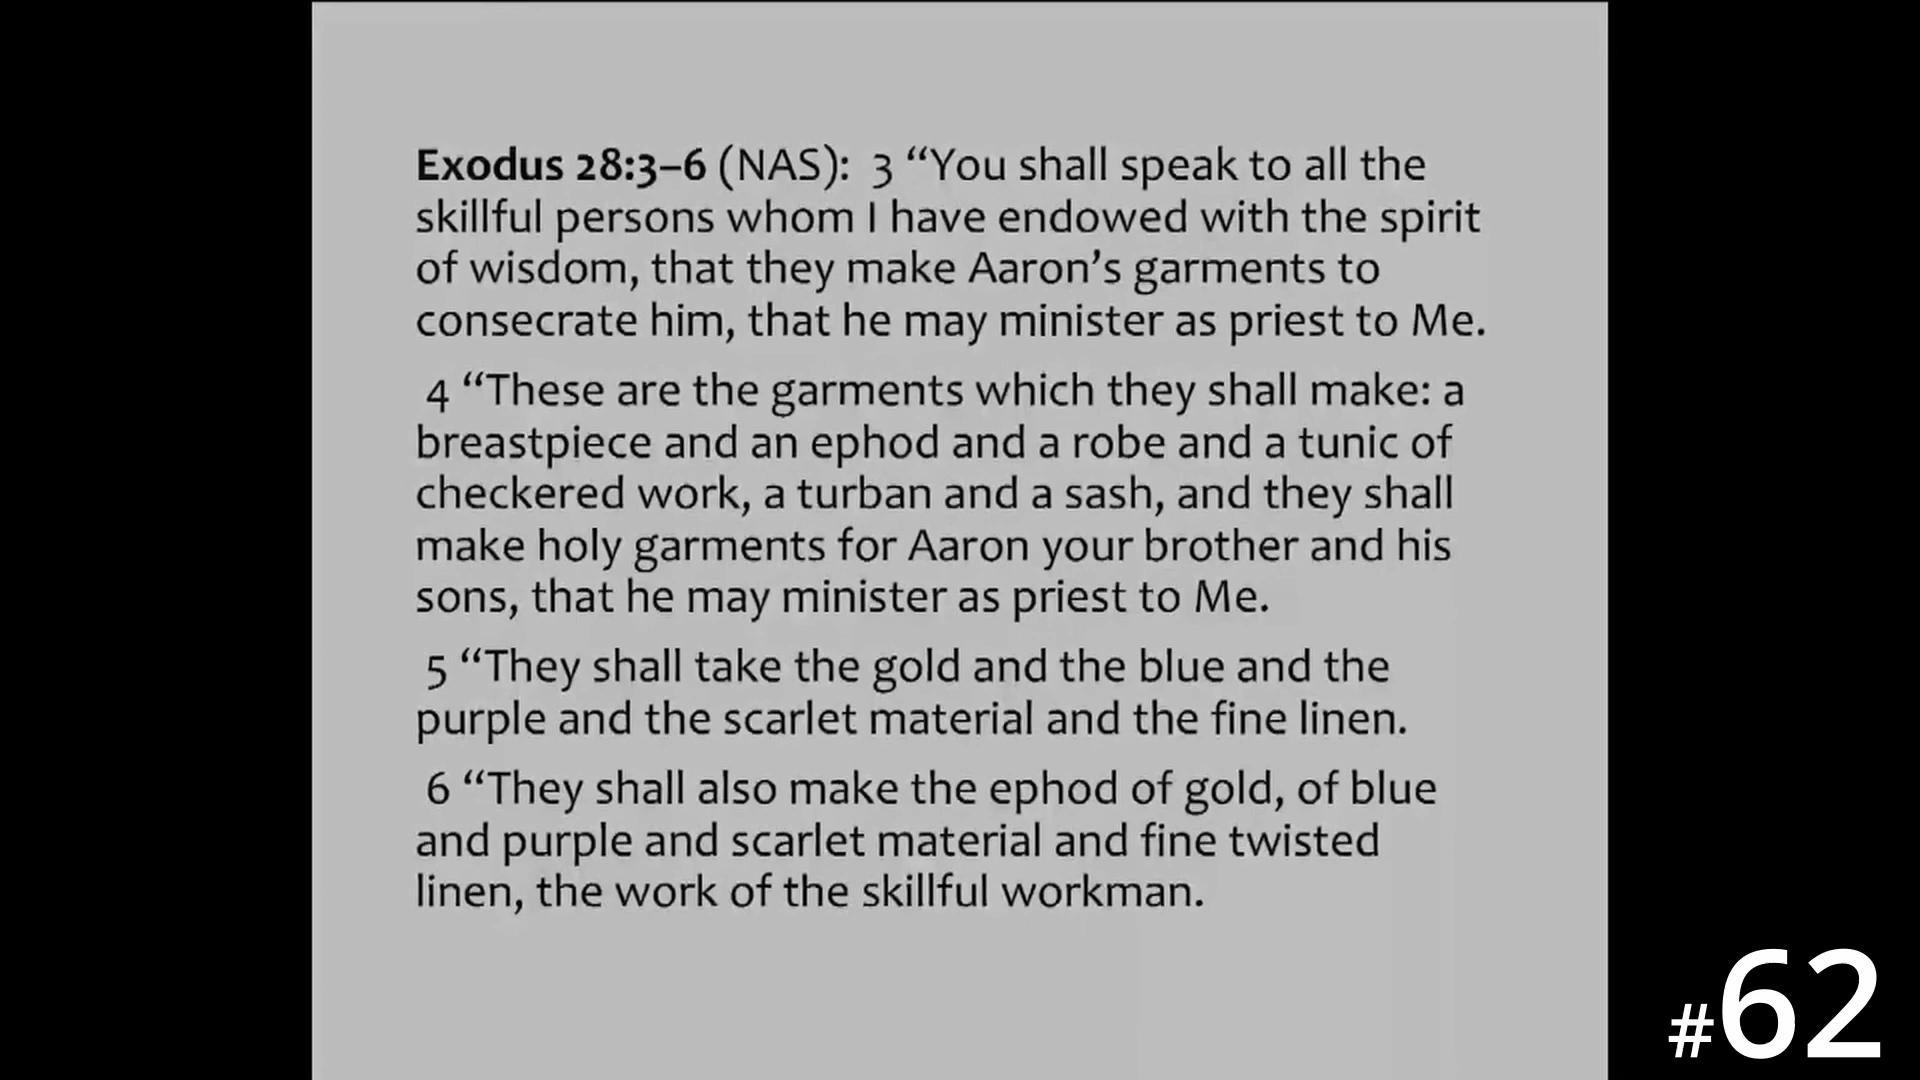 Exodus 28:3–6 (NAS):  3 “You shall speak to all the
skillful persons whom I have endowed with the spirit
of wisdom, that they make Aaron’s garments to
consecrate him, that he may minister as priest to Me.
4 “These are the garments which they shall make: a
breastpiece and an ephod and a robe and a tunic of
checkered work, a turban and a sash, and they shall
make holy garments for Aaron your brother and his
sons, that he may minister as priest to Me.
5 “They shall take the gold and the blue and the
purple and the scarlet material and the fine linen.
6 “They shall also make the ephod of gold, of blue
and purple and scarlet material and fine twisted
linen, the work of the skillful workman.
#62